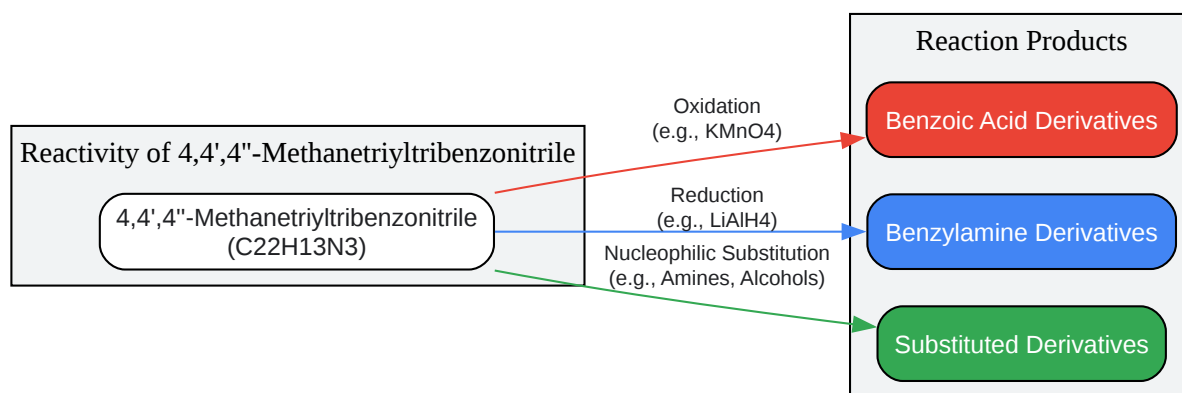 Reactivity of 4,4',4"-Methanetriyltribenzonitrile
4,4',4"-Methanetriyltribenzonitrile
(C22H13N3)
Oxidation
(e.g., KMnO4)
Reduction
(e.g., LiAlH4)
Nucleophilic Substitution
(e.g., Amines, Alcohols)
Reaction Products
Benzoic Acid Derivatives
Benzylamine Derivatives
Substituted Derivatives